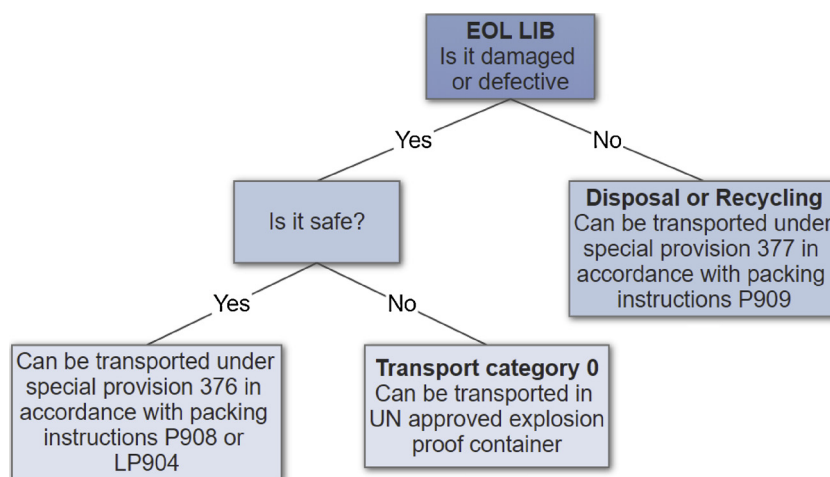 EOL LIB
Is it damaged
or defective
Yes
No
Is it safe?
Disposal or Recycling
Can be transported under
special provision 377 in
accordance with packing
instructions P909
Yes
No
Can be transported under
special provision 376 in
accordance with packing
instructions P908 or
LP904
Transport category 0
Can be transported in
UN approved explosion
proof container